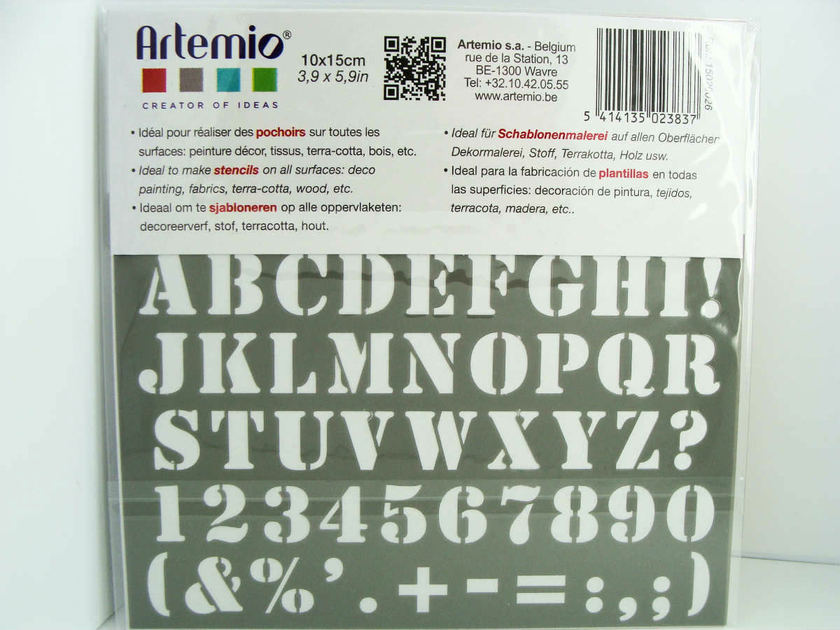 Artemio®
CREATOR OF IDEAS
10x15cm
3,9 x 5,9in
Artemio s.a. - Belgium
rue de la Station, 13
BE-1300 Wavre
Tel: +32.10.42.05.55
www.artemio.be
5 414135 023837
• Idéal pour réaliser des pochoirs sur toutes les
surfaces: peinture décor, tissus, terra-cotta, bois, etc.
• Ideal to make stencils on all surfaces: deco
painting, fabrics, terra-cotta, wood, etc.
• Ideaal om te sjabloneren op alle oppervlaketen:
decoreerverf, stof, terracotta, hout.
• Ideal für Schablonenmalerei auf allen Oberflächen
Dekormalerei, Stoff, Terrakotta, Holz usw.
• Ideal para la fabricación de plantillas en todas
las superficies: decoración de pintura, tejidos,
terracota, madera, etc..
ABCDEFGHI!
JKLMNOPQR
STUVWXYZ?
1234567890
(&%’.+-=:,;)